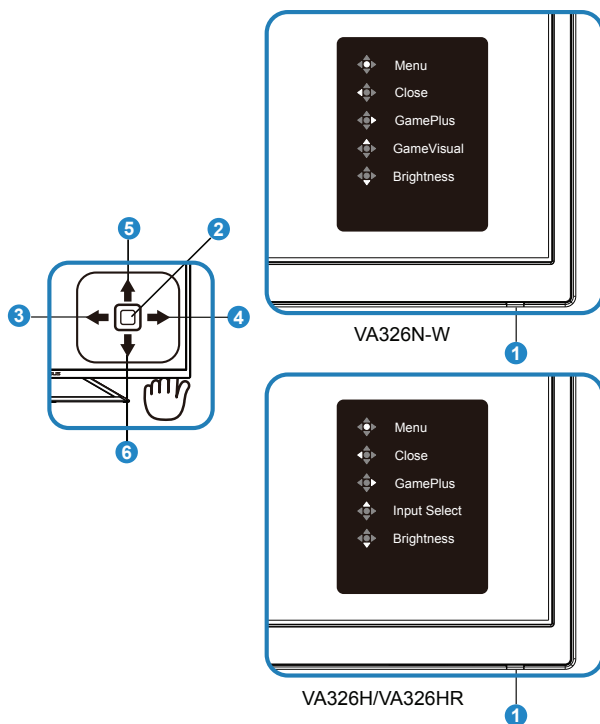 Menu
Close
GamePlus
GameVisual
Brightness
5
2
3
4
VA326N-W
1
Menu
Close
GamePlus
Input Select
Brightness
6
VA326H/VA326HR
1